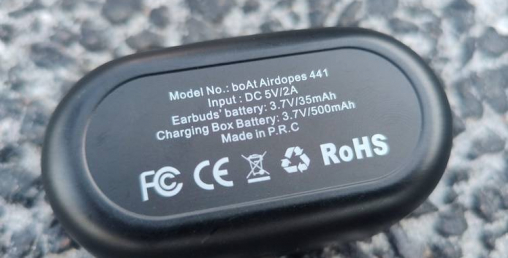 Model No.: boAt Airdopes 441
Input : DC 5V/2A
Earbuds' battery: 3.7V/35mAh
Charging Box Battery: 3.7V/500mAh
Made in P.R.C
FC CE RoHS